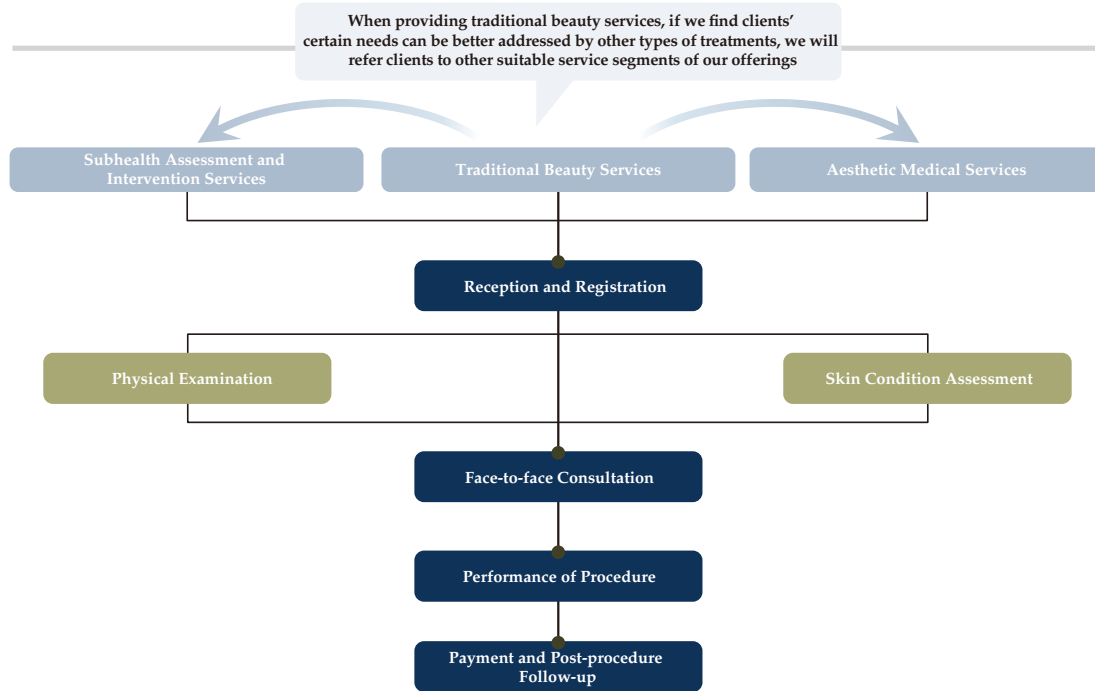 When providing traditional beauty services, if we find clients’
certain needs can be better addressed by other types of treatments, we will
refer clients to other suitable service segments of our offerings
Subhealth Assessment and
Intervention Services
Traditional Beauty Services
Aesthetic Medical Services
Reception and Registration
Physical Examination
Skin Condition Assessment
Face-to-face Consultation
Performance of Procedure
Payment and Post-procedure
Follow-up